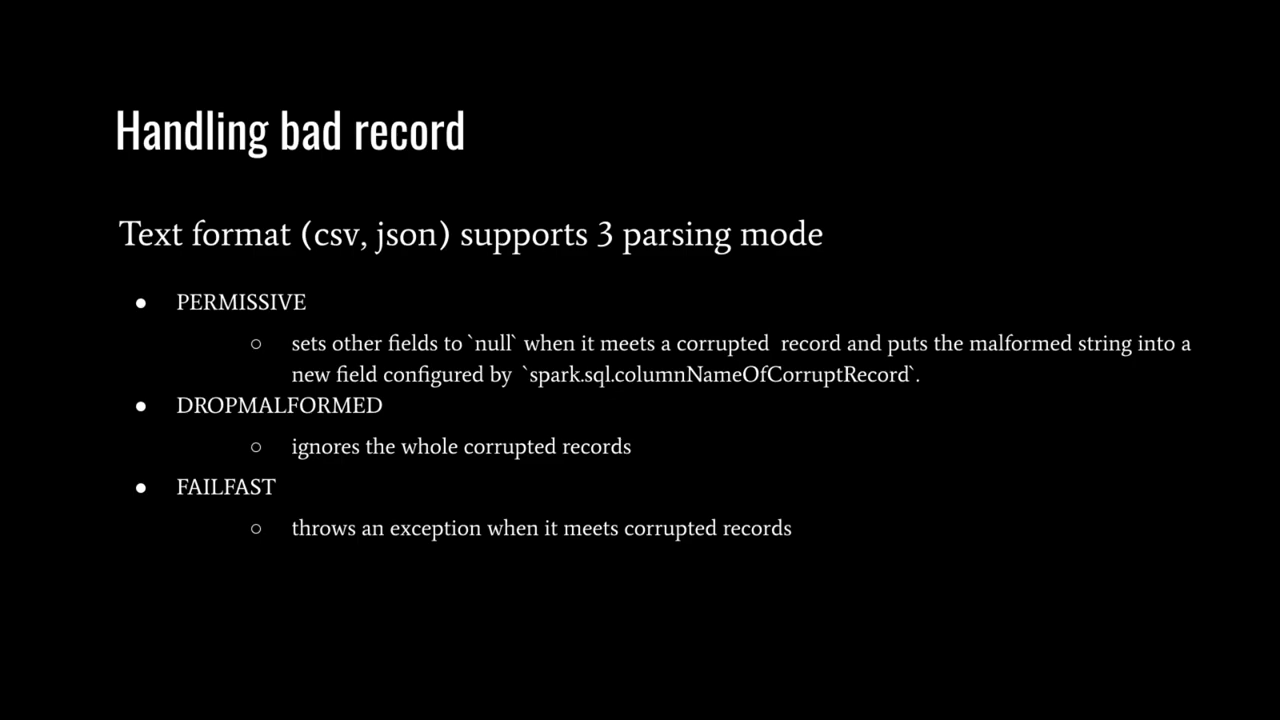 Handling bad record
Text format (csv, json) supports 3 parsing mode
● PERMISSIVE
○ sets other fields to `null` when it meets a corrupted  record and puts the malformed string into a
new field configured by  `spark.sql.columnNameOfCorruptRecord`.
● DROPMALFORMED
○ ignores the whole corrupted records
● FAILFAST
○ throws an exception when it meets corrupted records